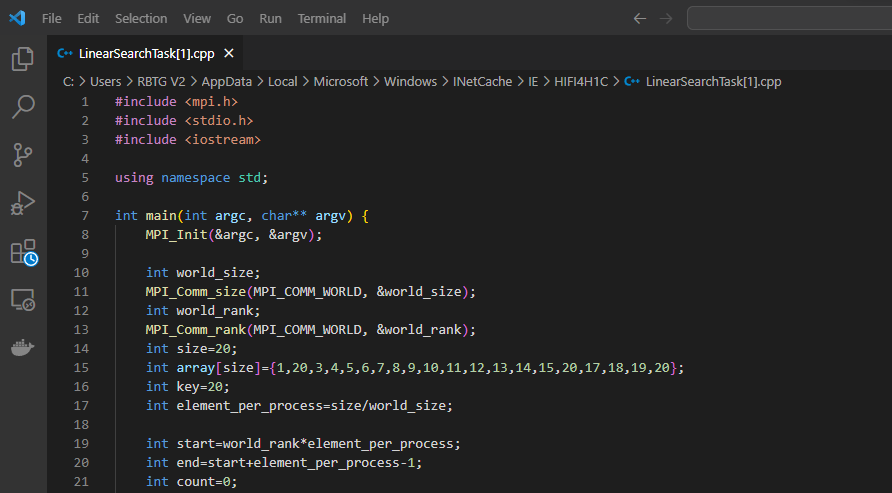 File Edit Selection View Go Run Terminal Help
LinearSearchTask[1].cpp
C: > Users > RBTG V2 > AppData > Local > Microsoft > Windows > INetCache > IE > HIFI4H1C > LinearSearchTask[1].cpp
1 #include <mpi.h>
2 #include <stdio.h>
3 #include <iostream>
4
5 using namespace std;
6
7 int main(int argc, char** argv) {
8 MPI_Init(&argc, &argv);
9
10 int world_size;
11 MPI_Comm_size(MPI_COMM_WORLD, &world_size);
12 int world_rank;
13 MPI_Comm_rank(MPI_COMM_WORLD, &world_rank);
14 int size=20;
15 int array[size]={1,20,3,4,5,6,7,8,9,10,11,12,13,14,15,20,17,18,19,20};
16 int key=20;
17 int element_per_process=size/world_size;
18
19 int start=world_rank*element_per_process;
20 int end=start+element_per_process-1;
21 int count=0;